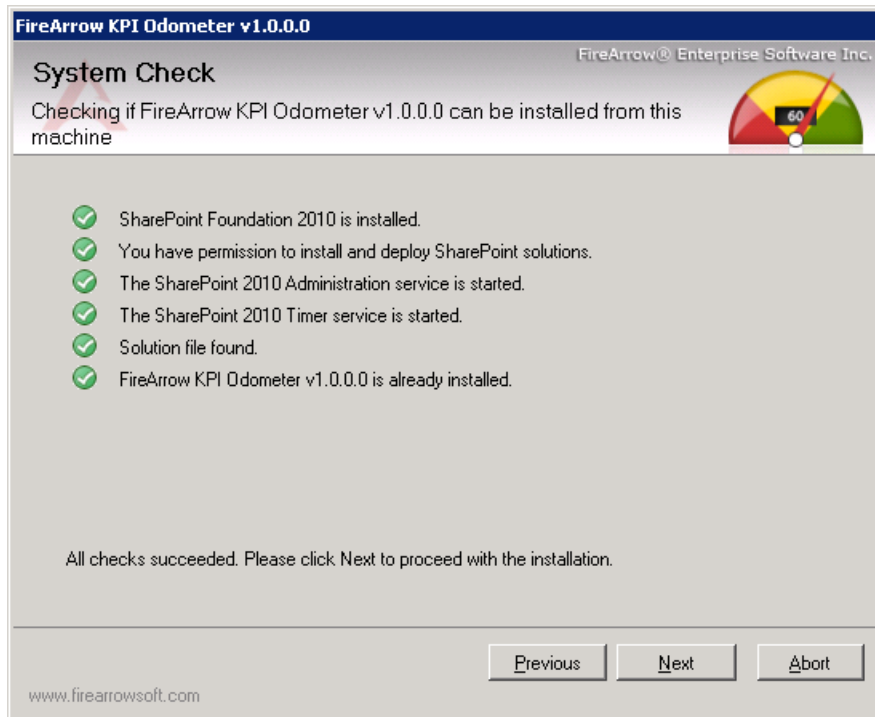 FireArrow KPI Odometer v1.0.0.0
FireArrow® Enterprise Software Inc.
System Check
Checking if FireArrow KPI Odometer v1.0.0.0 can be installed from this
machine
60
SharePoint Foundation 2010 is installed.
You have permission to install and deploy SharePoint solutions.
The SharePoint 2010 Administration service is started.
The SharePoint 2010 Timer service is started.
Solution file found.
FireArrow KPI Odometer v1.0.0.0 is already installed.
All checks succeeded. Please click Next to proceed with the installation.
Previous Next Abort
www.firearrowsoft.com